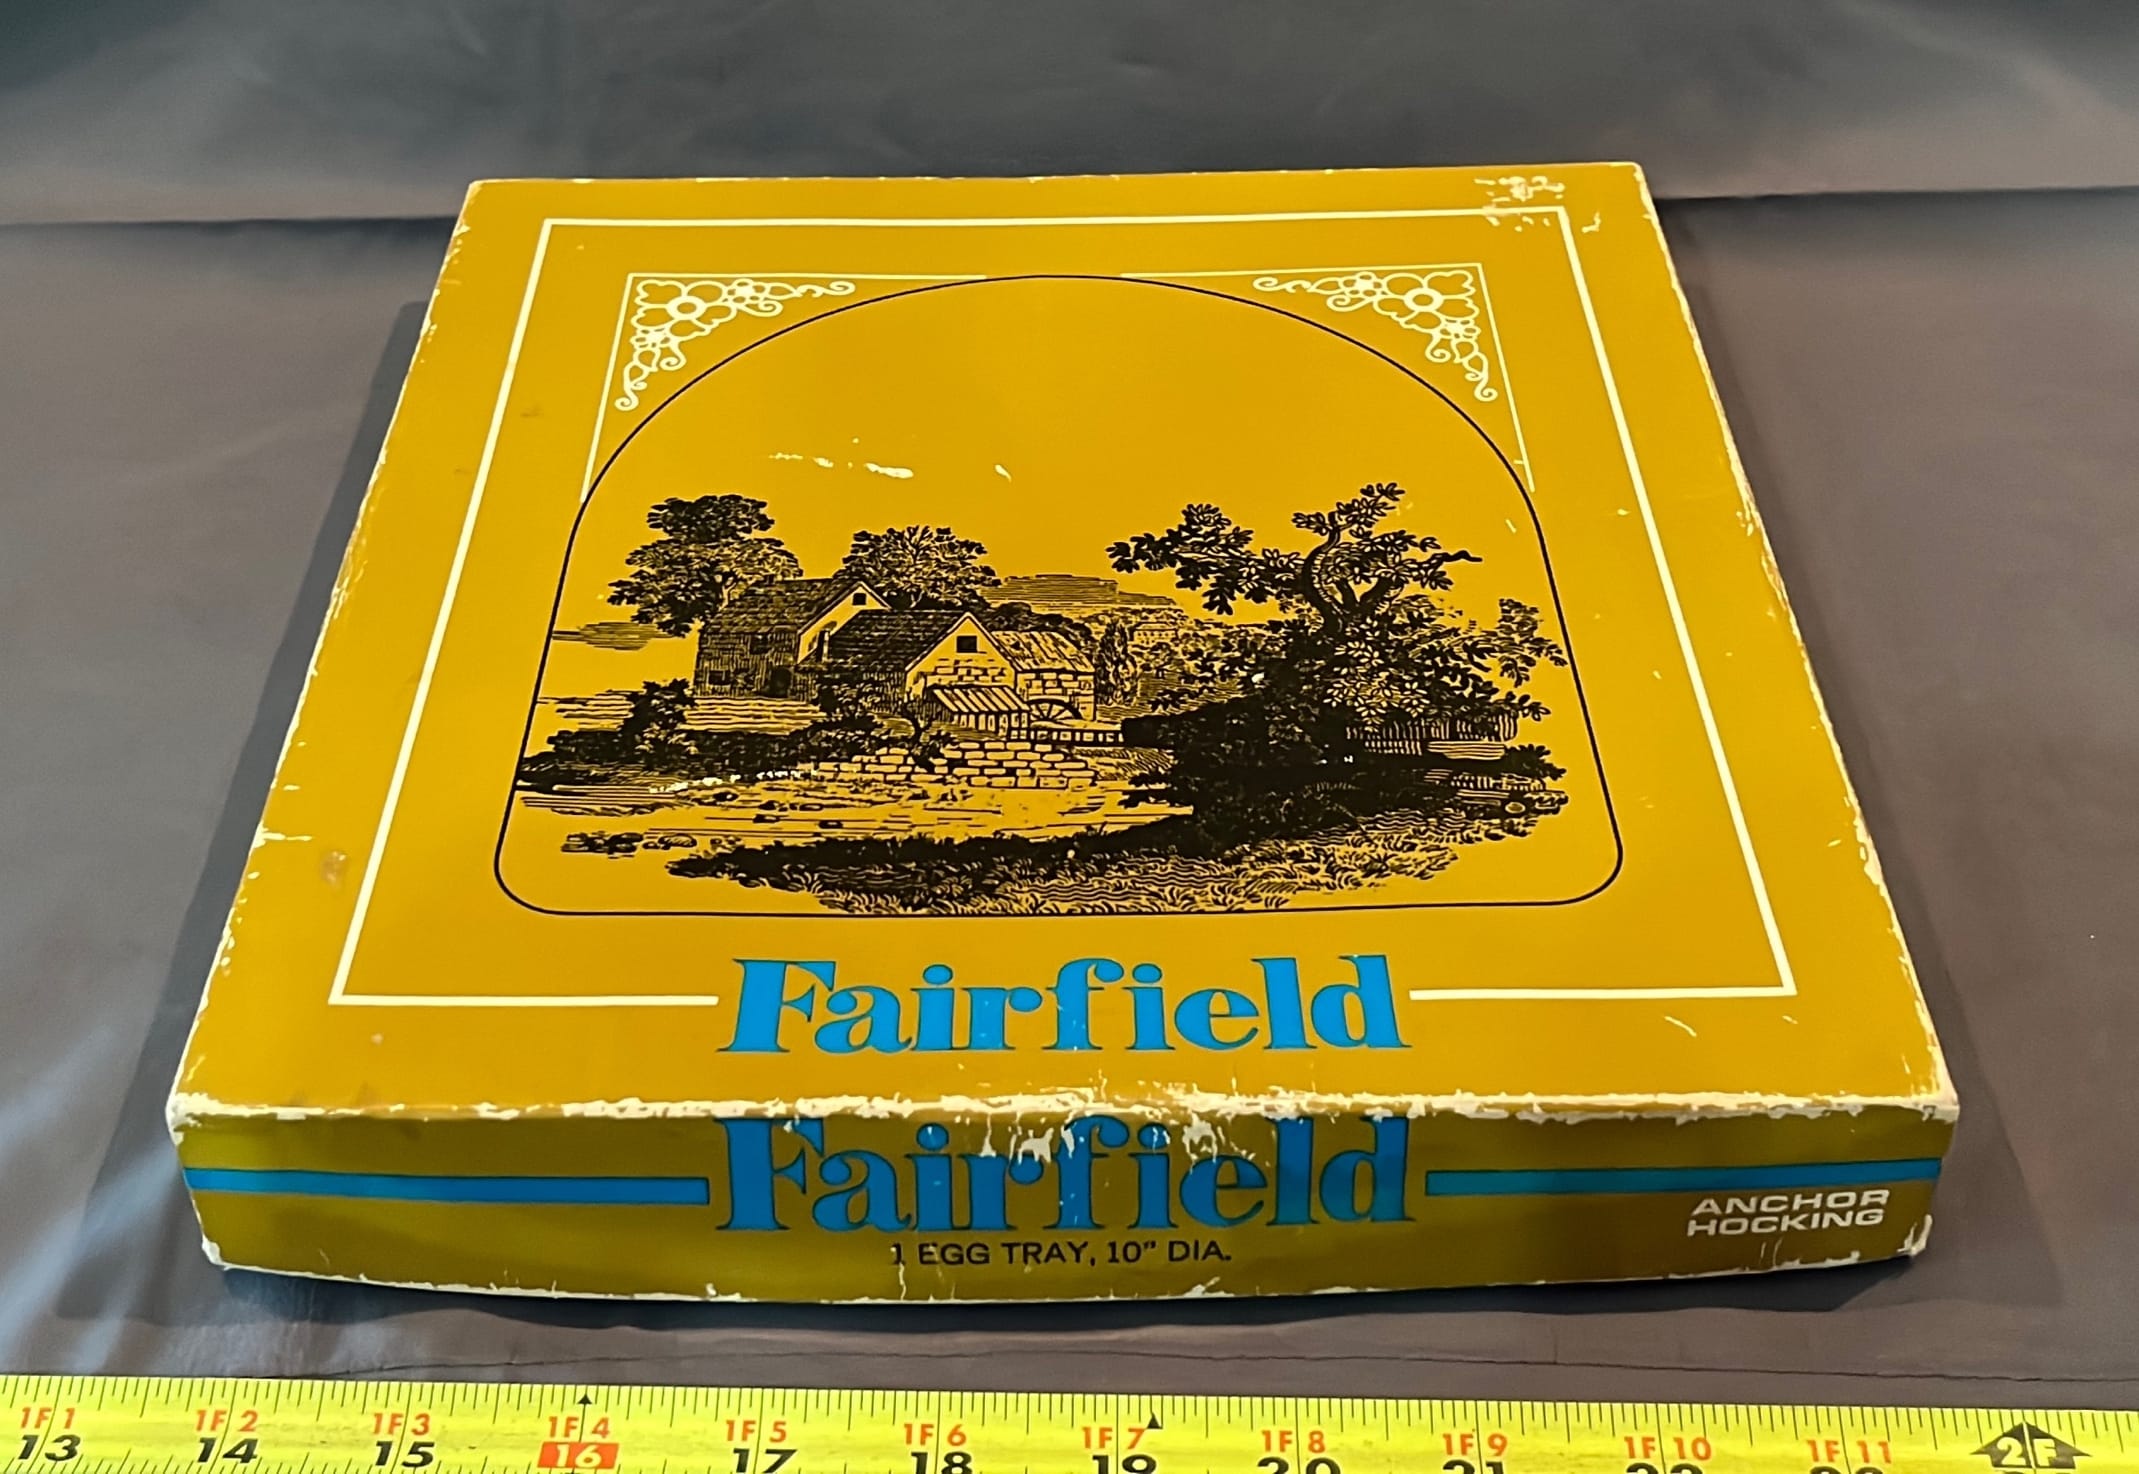 Fairfield
Fairfield
ANCHOR
HOCKING
1 EGG TRAY, 10" DIA.
1F1 1F2 1F3 1F4 1F5 1F6 1F7 1F8 1F9 1F10 1F11 2F
13 14 15 16 17 18 19 20 21 22